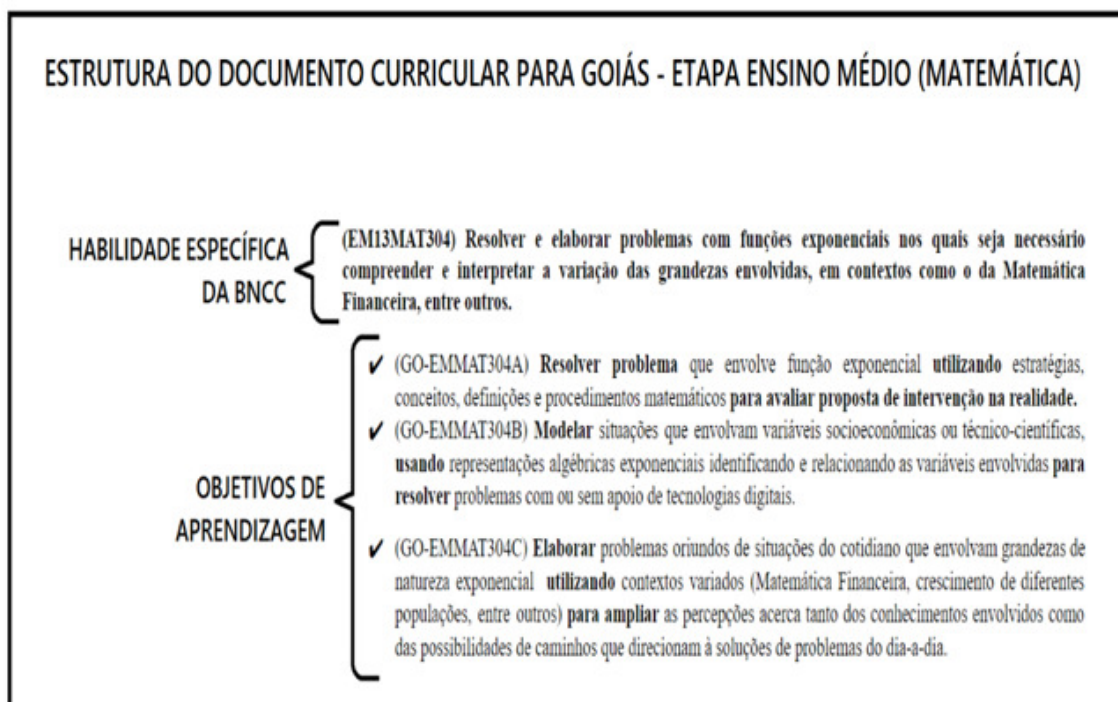 ESTRUTURA DO DOCUMENTO CURRICULAR PARA GOIÁS - ETAPA ENSINO MÉDIO (MATEMÁTICA)
HABILIDADE ESPECÍFICA
DA BNCC
(EM13MAT304) Resolver e elaborar problemas com funções exponenciais nos quais seja necessário
compreender e interpretar a variação das grandezas envolvidas, em contextos como o da Matemática
Financeira, entre outros.
OBJETIVOS DE
APRENDIZAGEM
✔ (GO-EMMAT304A) Resolver problema que envolve função exponencial utilizando estratégias,
conceitos, definições e procedimentos matemáticos para avaliar proposta de intervenção na realidade.
✔ (GO-EMMAT304B) Modelar situações que envolvam variáveis socioeconômicas ou técnico-científicas,
usando representações algébricas exponenciais identificando e relacionando as variáveis envolvidas para
resolver problemas com ou sem apoio de tecnologias digitais.
✔ (GO-EMMAT304C) Elaborar problemas oriundos de situações do cotidiano que envolvam grandezas de
natureza exponencial utilizando contextos variados (Matemática Financeira, crescimento de diferentes
populações, entre outros) para ampliar as percepções acerca tanto dos conhecimentos envolvidos como
das possibilidades de caminhos que direcionam à soluções de problemas do dia-a-dia.